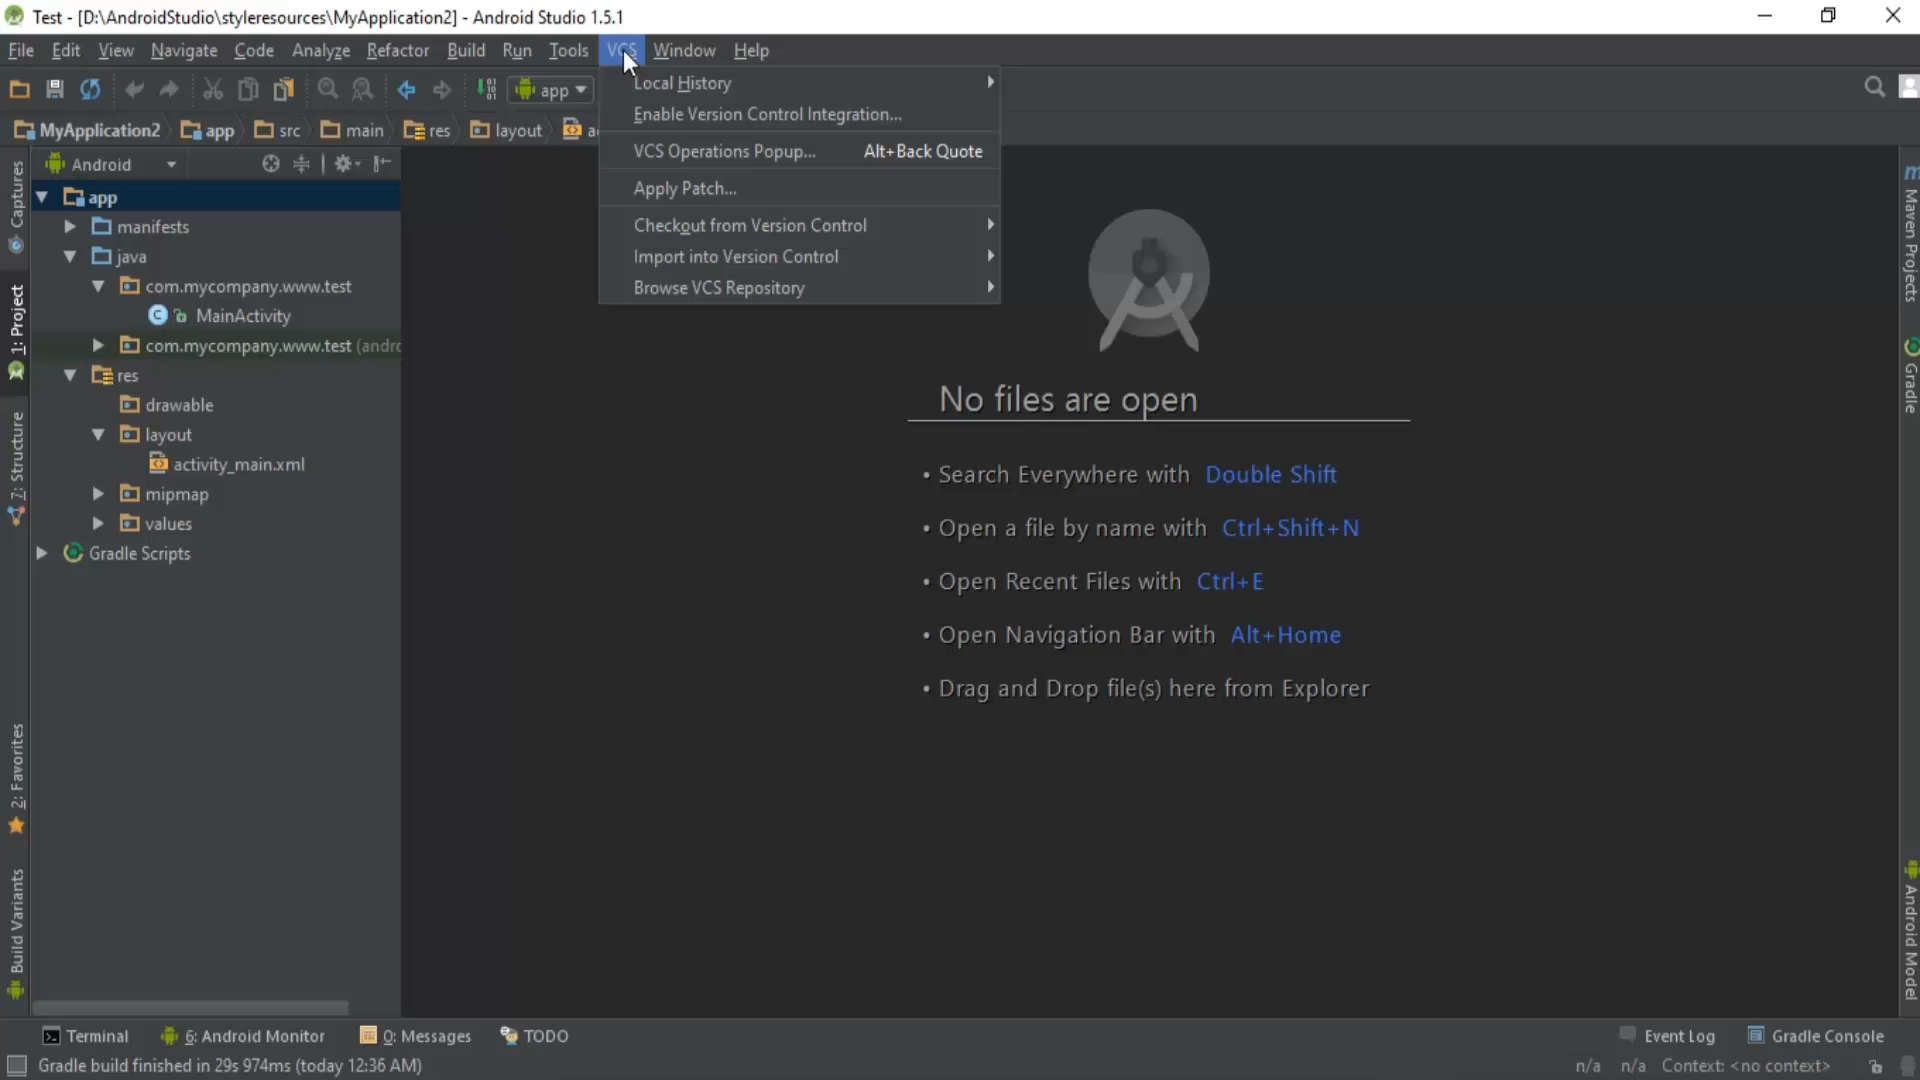 Test - [D:\AndroidStudio\styleresources\MyApplication2] - Android Studio 1.5.1
File Edit View Navigate Code Analyze Refactor Build Run Tools VCS Window Help
app
MyApplication2 app src main res layout
Local History
Enable Version Control Integration...
VCS Operations Popup... Alt+Back Quote
Apply Patch...
Checkout from Version Control
Import into Version Control
Browse VCS Repository
Android
app
manifests
java
com.mycompany.www.test
MainActivity
com.mycompany.www.test (andro
res
drawable
layout
activity_main.xml
mipmap
values
Gradle Scripts
Captures
1: Project
7: Structure
2: Favorites
Build Variants
No files are open
• Search Everywhere with Double Shift
• Open a file by name with Ctrl+Shift+N
• Open Recent Files with Ctrl+E
• Open Navigation Bar with Alt+Home
• Drag and Drop file(s) here from Explorer
Maven Projects
Gradle
Android Model
Terminal 6: Android Monitor 0: Messages TODO Event Log Gradle Console
Gradle build finished in 29s 974ms (today 12:36 AM) n/a n/a Context: <no context>